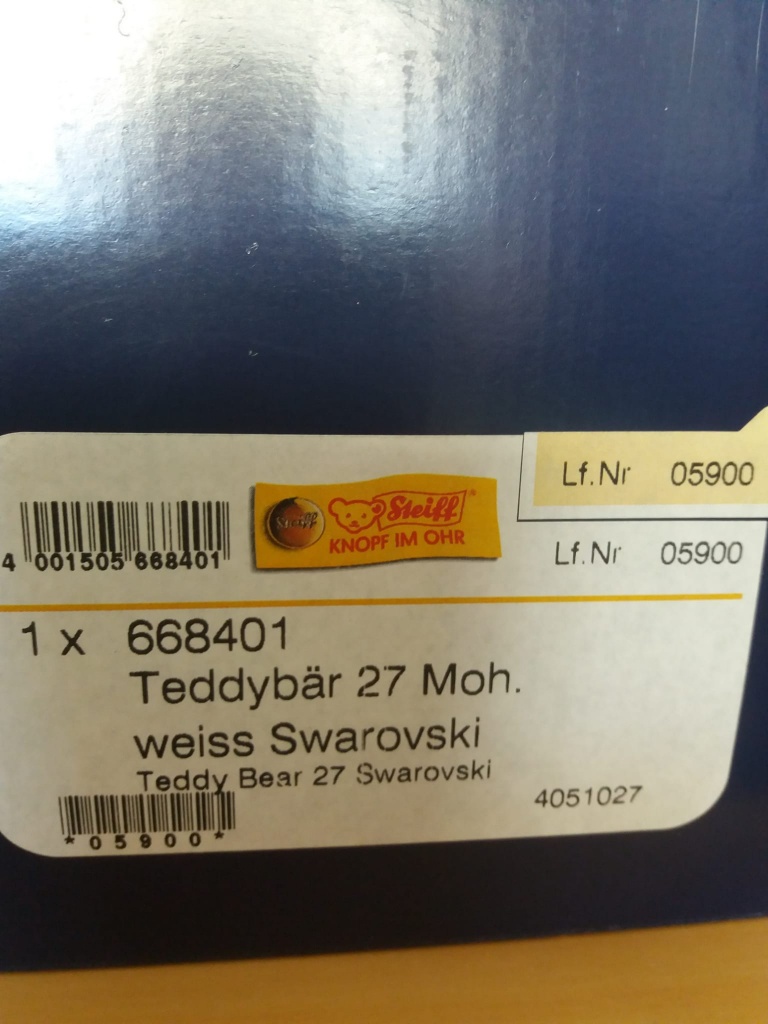 Lf.Nr 05900
4 001505 668401
Steiff
Steiff®
KNOPF IM OHR
Lf.Nr 05900
1 x 668401
Teddybär 27 Moh.
weiss Swarovski
Teddy Bear 27 Swarovski
4051027
*05900*